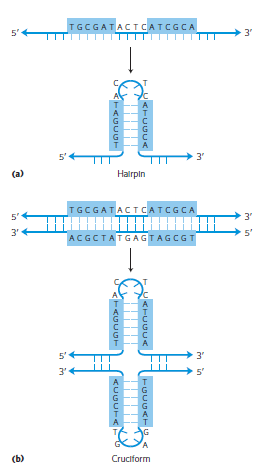 5′ TGCGATACTCATCGCA 3′
C T
A C
T A
A T
G C
C G
G C
T A
5′ 3′
(a) Hairpin
5′ TGCGATACTCATCGCA 3′
3′ ACGCTATGAGTAGCGT 5′
C T
A C
T A
A T
G C
C G
G C
T A
5′ 3′
3′ 5′
A T
C G
G C
C G
T A
A T
T G
G A
(b) Cruciform